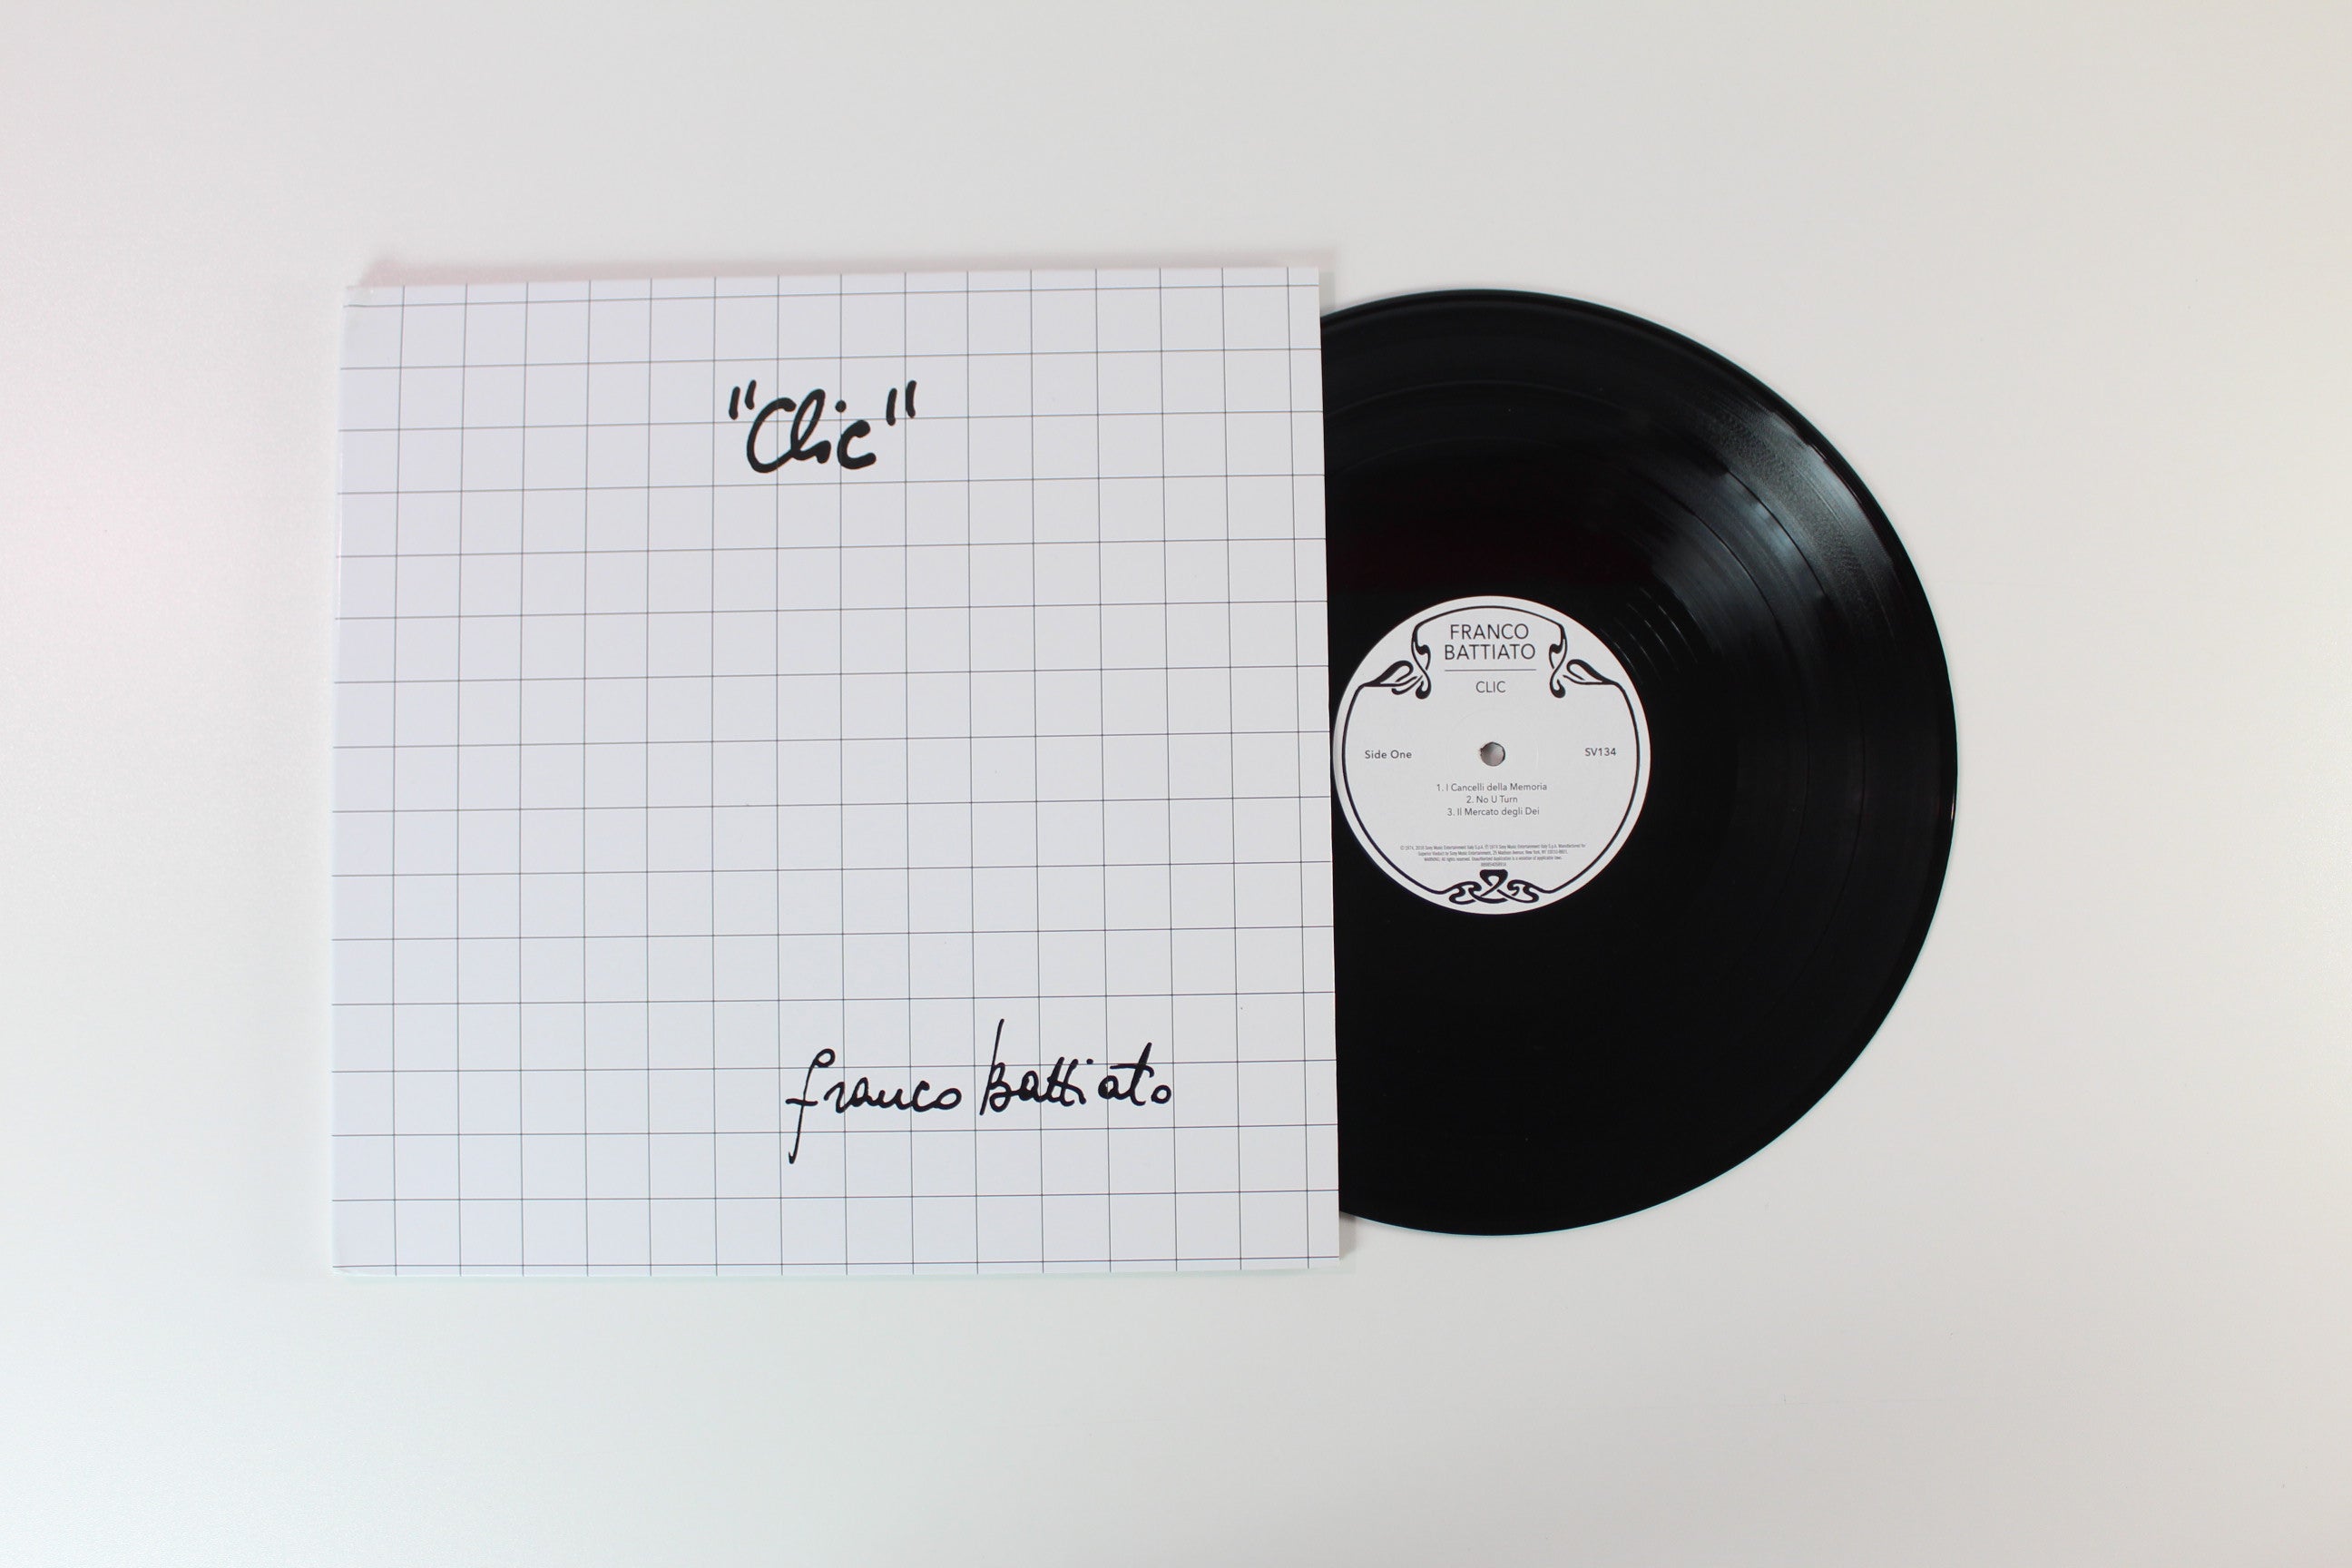 "Clic"
franco Battiato
FRANCO
BATTIATO
CLIC
Side One
SV134
1. I Cancelli della Memoria
2. No U Turn
3. Il Mercato degli Dei